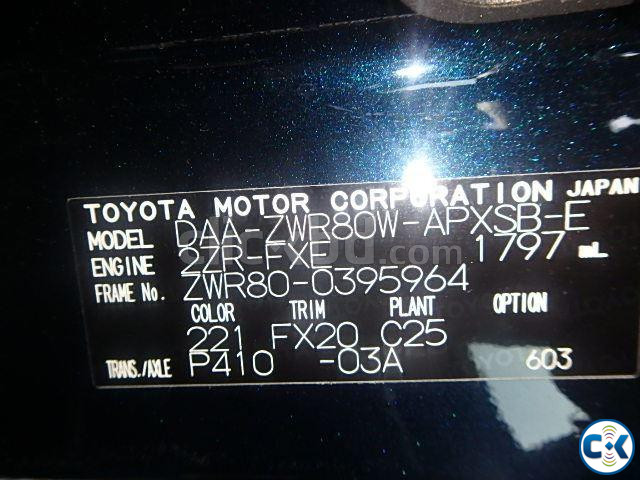 TOYOTA MOTOR CORPORATION JAPAN
MODEL DAA-ZWR80W-APXSB-E
ENGINE 2ZR-FXE 1797 mL
FRAME No. ZWR80-0395964
COLOR TRIM PLANT OPTION
221 FX20 C25
TRANS./AXLE P410 -03A 603
CK